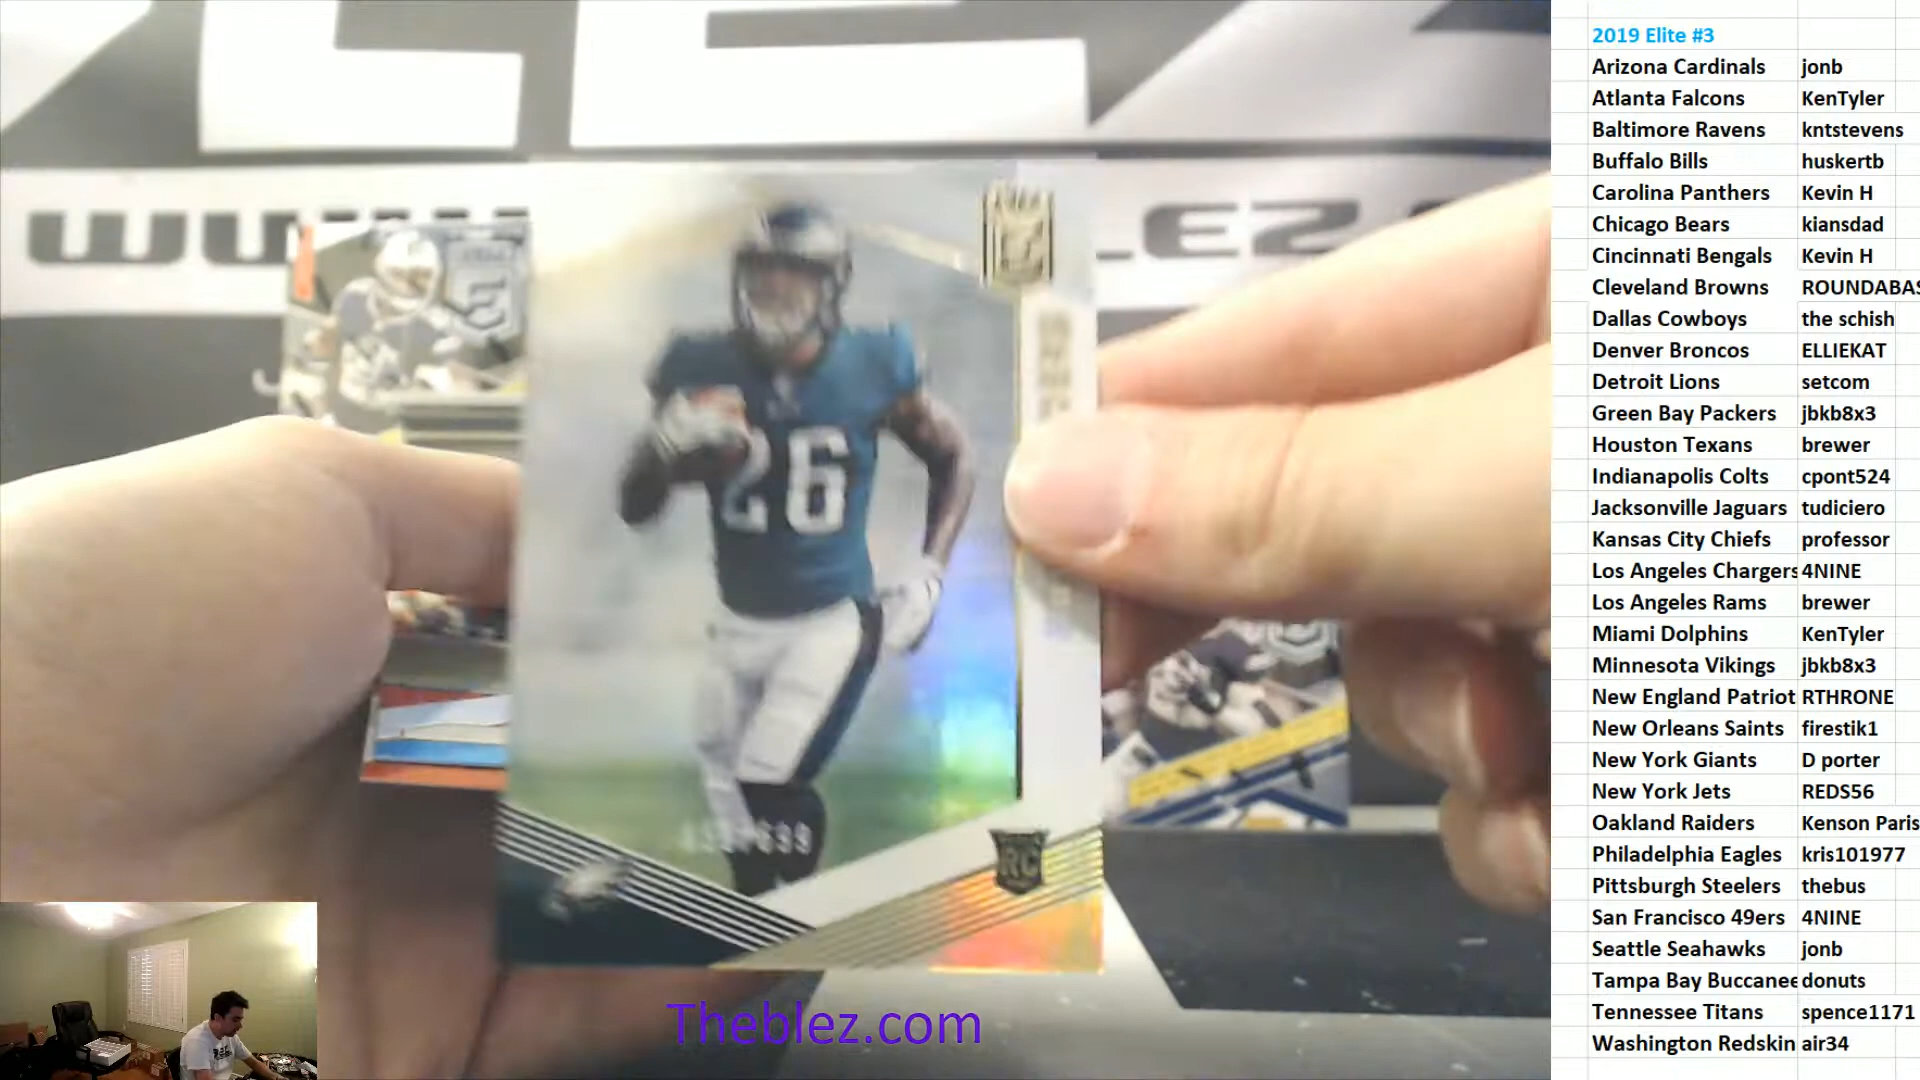 2019 Elite #3
Arizona Cardinals jonb
Atlanta Falcons KenTyler
Baltimore Ravens kntstevens
Buffalo Bills huskertb
Carolina Panthers Kevin H
Chicago Bears kiansdad
Cincinnati Bengals Kevin H
Cleveland Browns ROUNDABAS
Dallas Cowboys the schish
Denver Broncos ELLIEKAT
Detroit Lions setcom
Green Bay Packers jbkb8x3
Houston Texans brewer
Indianapolis Colts cpont524
Jacksonville Jaguars tudiciero
Kansas City Chiefs professor
Los Angeles Chargers 4NINE
Los Angeles Rams brewer
Miami Dolphins KenTyler
Minnesota Vikings jbkb8x3
New England Patriot RTHRONE
New Orleans Saints firestik1
New York Giants D porter
New York Jets REDS56
Oakland Raiders Kenson Paris
Philadelphia Eagles kris101977
Pittsburgh Steelers thebus
San Francisco 49ers 4NINE
Seattle Seahawks jonb
Tampa Bay Buccanee donuts
Tennessee Titans spence1171
Washington Redskin air34
26
RC
Theblez.com